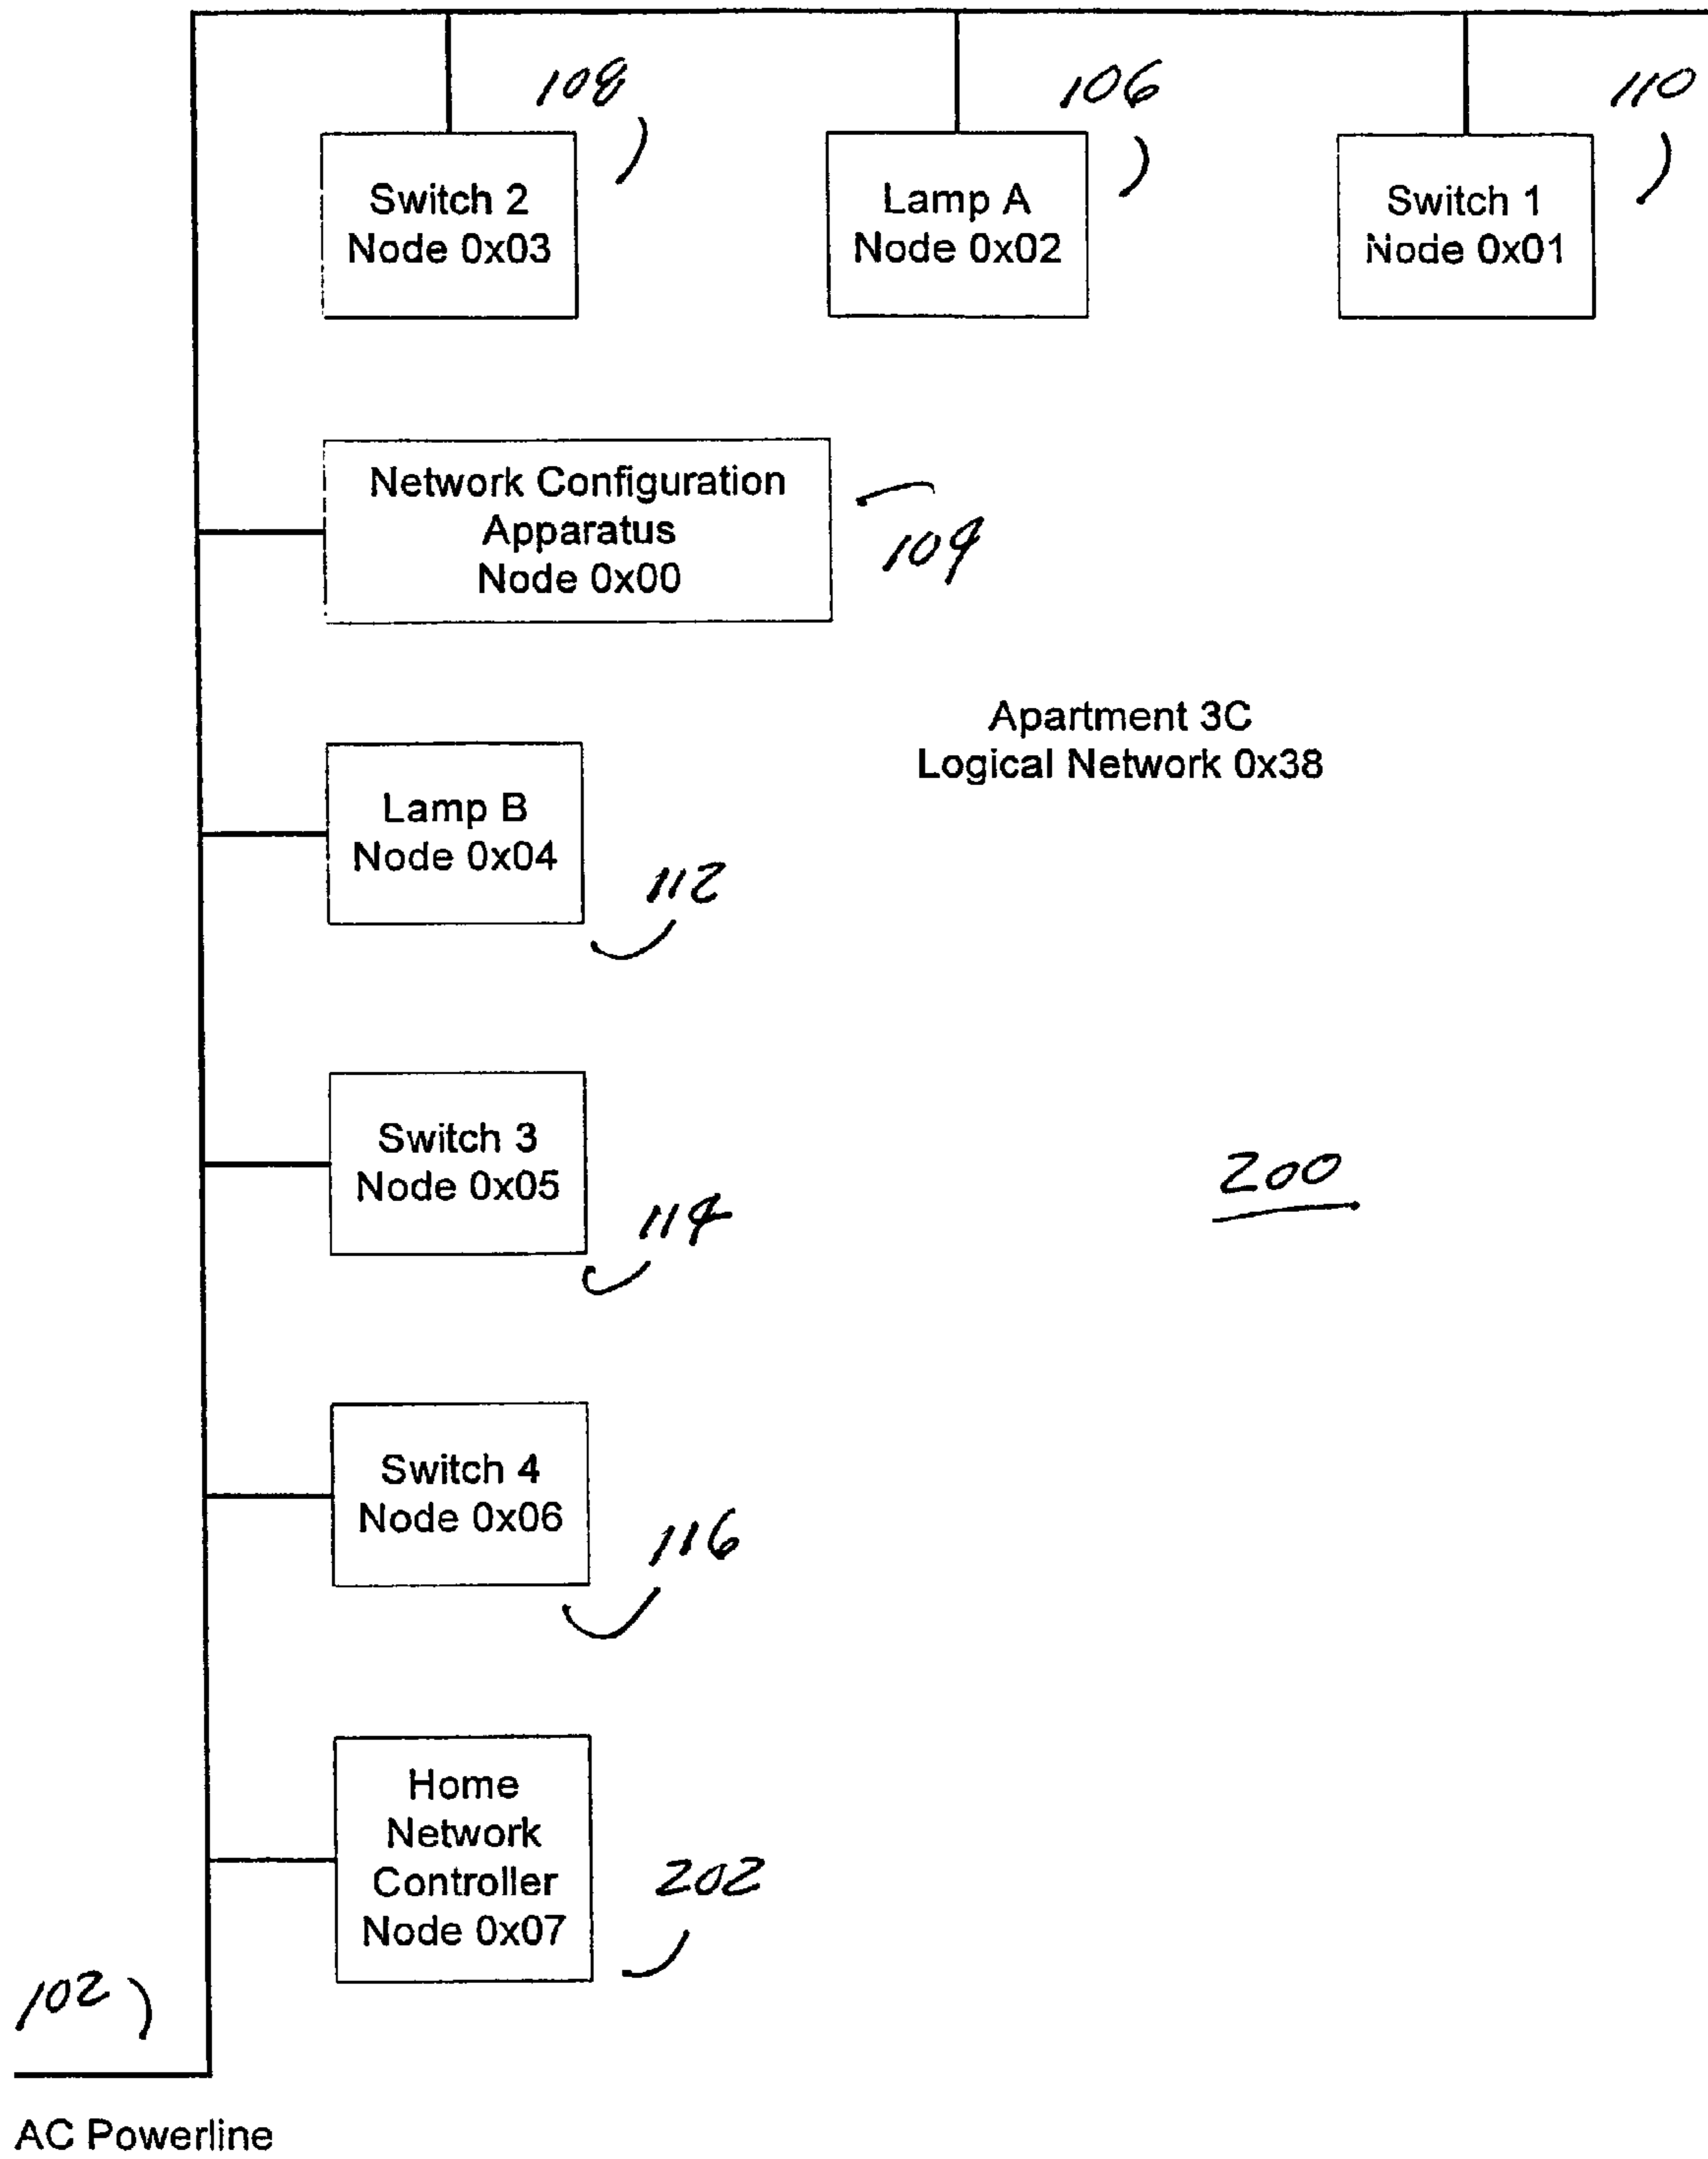 108
106
110
Switch 2
Node 0x03
Lamp A
Node 0x02
Switch 1
Node 0x01
Network Configuration
Apparatus
Node 0x00
104
Apartment 3C
Logical Network 0x38
Lamp B
Node 0x04
112
Switch 3
Node 0x05
114
200
Switch 4
Node 0x06
116
Home
Network
Controller
Node 0x07
202
102
AC Powerline